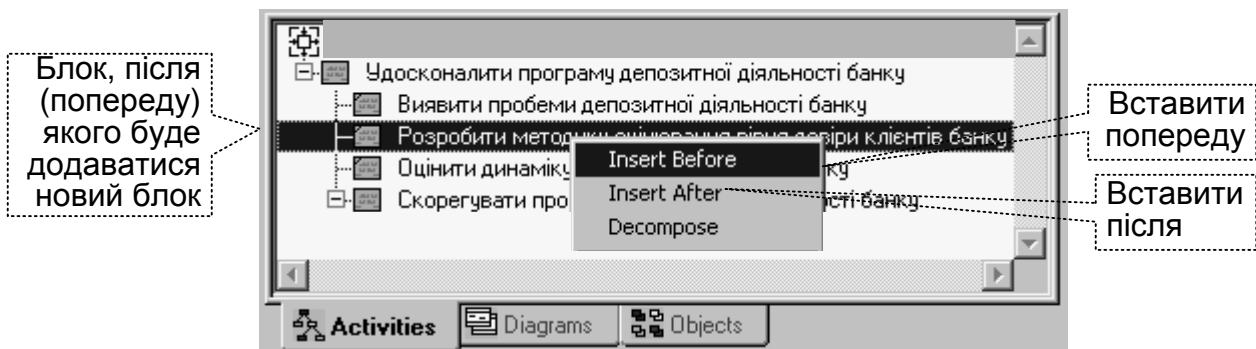 Блок, після
(попереду)
якого буде
додаватися
новий блок
Удосконалити програму депозитної діяльності банку
Виявити пробеми депозитної діяльності банку
Розробити методику оцінювання рівня довіри клієнтів банку
Оцінити динаміку
Скорегувати про ності банку
Insert Before
Insert After
Decompose
Activities Diagrams Objects
Вставити
попереду
Вставити
після